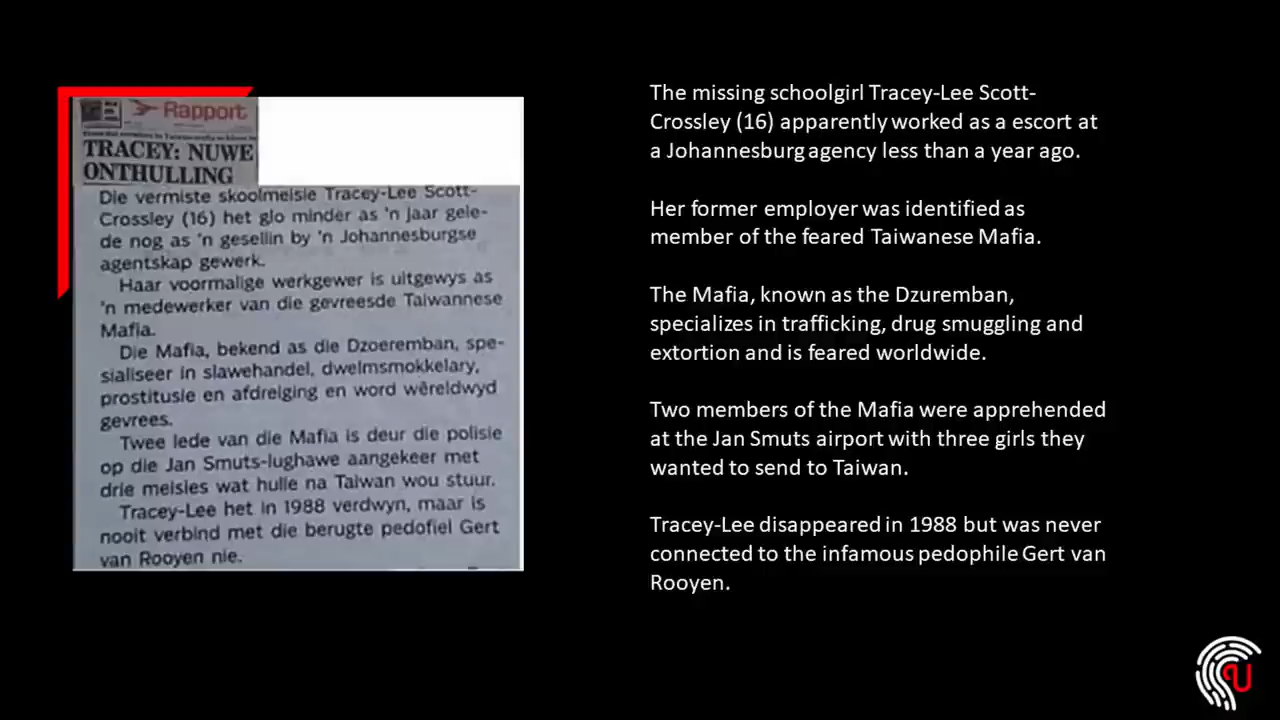 Rapport
TRACEY: NUWE
ONTHULLING
Die vermiste skoolmeisie Tracey-Lee Scott-
Crossley (16) het glo minder as 'n jaar gele-
de nog as 'n gesellin by 'n Johannesburgse
agentskap gewerk.
Haar voormalige werkgewer is uitgewys as
'n medewerker van die gevreesde Taiwannese
Mafia.
Die Mafia, bekend as die Dzoeremban, spe-
sialiseer in slawehandel, dwelmsmokkelary,
prostitusie en afdreiging en word wêreldwyd
gevrees.
Twee lede van die Mafia is deur die polisie
op die Jan Smuts-lughawe aangekeer met
drie meisies wat hulle na Taiwan wou stuur.
Tracey-Lee het in 1988 verdwyn, maar is
nooit verbind met die berugte pedofiel Gert
van Rooyen nie.
The missing schoolgirl Tracey-Lee Scott-
Crossley (16) apparently worked as a escort at
a Johannesburg agency less than a year ago.
Her former employer was identified as
member of the feared Taiwanese Mafia.
The Mafia, known as the Dzuremban,
specializes in trafficking, drug smuggling and
extortion and is feared worldwide.
Two members of the Mafia were apprehended
at the Jan Smuts airport with three girls they
wanted to send to Taiwan.
Tracey-Lee disappeared in 1988 but was never
connected to the infamous pedophile Gert van
Rooyen.